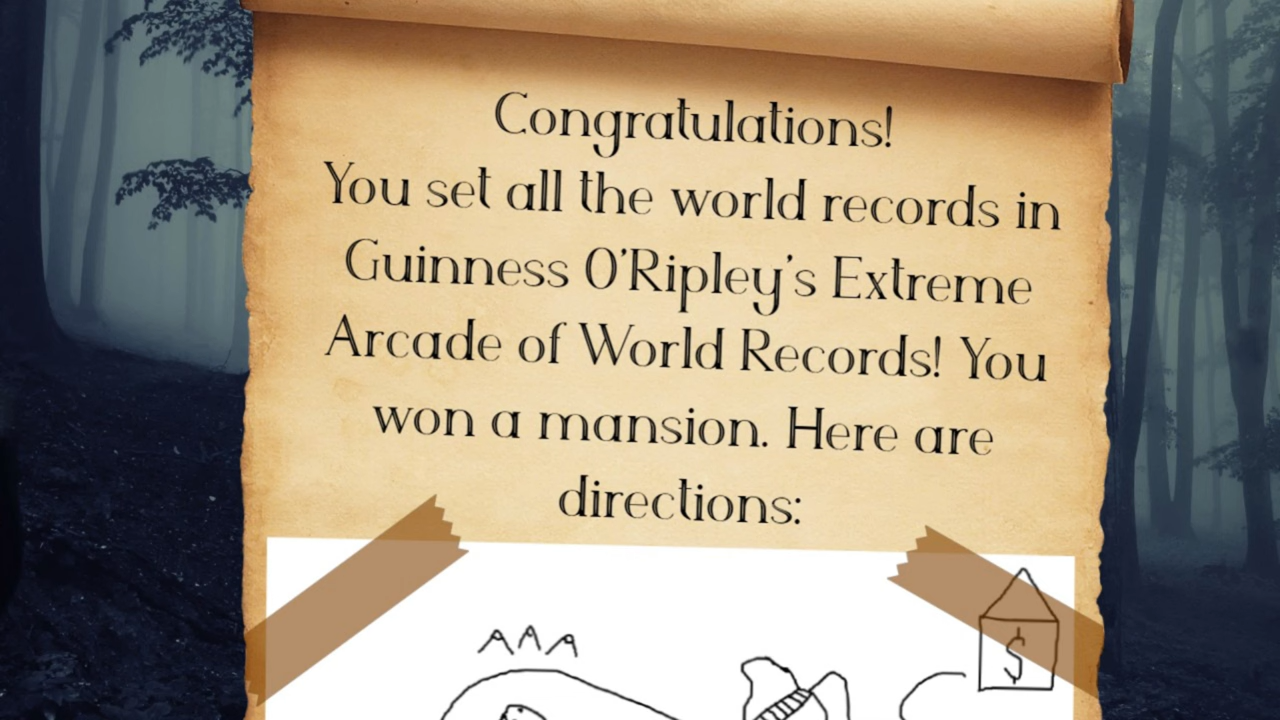 Congratulations!
You set all the world records in
Guinness O'Ripley's Extreme
Arcade of World Records! You
won a mansion. Here are
directions:
$